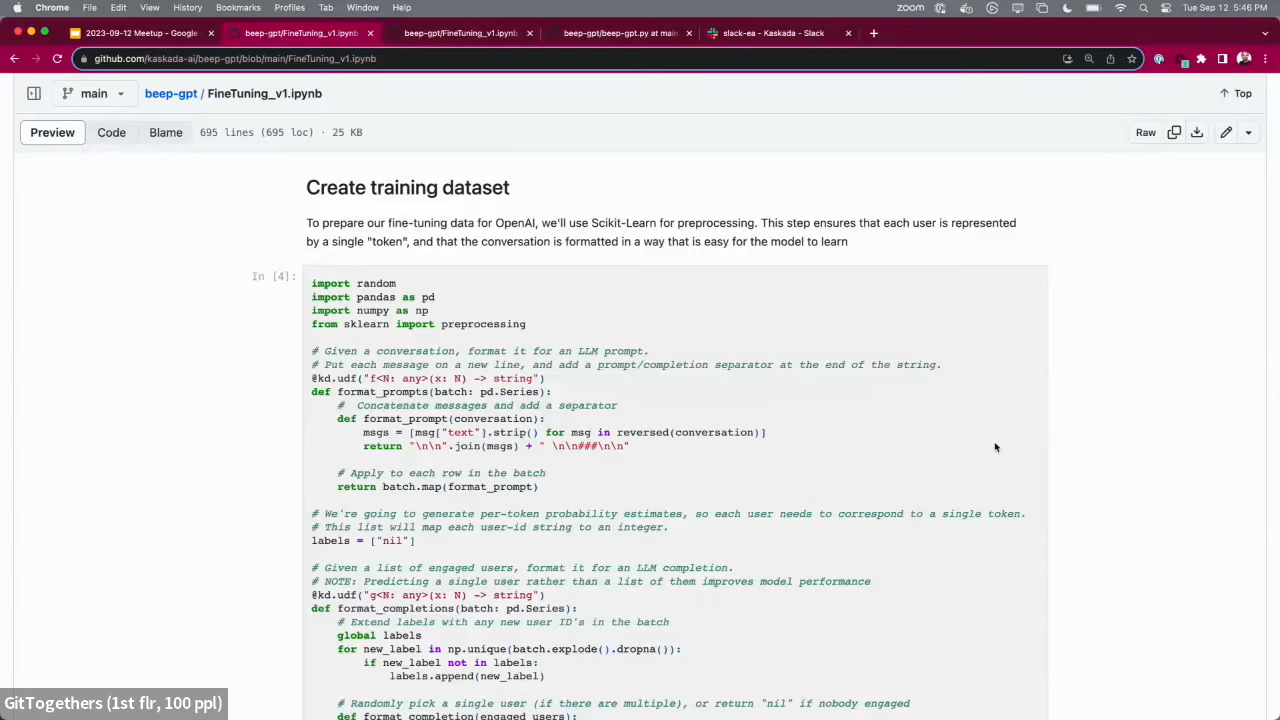 Chrome File Edit View History Bookmarks Profiles Tab Window Help zoom Tue Sep 12 5:46 PM
2023-09-12 Meetup - Google beep-gpt/FineTuning_v1.ipynb beep-gpt/FineTuning_v1.ipynb beep-gpt/beep-gpt.py at main slack-ea - Kaskada - Slack
github.com/kaskada-ai/beep-gpt/blob/main/FineTuning_v1.ipynb
main beep-gpt / FineTuning_v1.ipynb Top
Preview Code Blame 695 lines (695 loc) · 25 KB Raw
Create training dataset
To prepare our fine-tuning data for OpenAI, we'll use Scikit-Learn for preprocessing. This step ensures that each user is represented
by a single "token", and that the conversation is formatted in a way that is easy for the model to learn
In [4]:
import random
import pandas as pd
import numpy as np
from sklearn import preprocessing
# Given a conversation, format it for an LLM prompt.
# Put each message on a new line, and add a prompt/completion separator at the end of the string.
@kd.udf("f<N: any>(x: N) -> string")
def format_prompts(batch: pd.Series):
#  Concatenate messages and add a separator
def format_prompt(conversation):
msgs = [msg["text"].strip() for msg in reversed(conversation)]
return "\n\n".join(msgs) + " \n\n###\n\n"
# Apply to each row in the batch
return batch.map(format_prompt)
# We're going to generate per-token probability estimates, so each user needs to correspond to a single token.
# This list will map each user-id string to an integer.
labels = ["nil"]
# Given a list of engaged users, format it for an LLM completion.
# NOTE: Predicting a single user rather than a list of them improves model performance
@kd.udf("g<N: any>(x: N) -> string")
def format_completions(batch: pd.Series):
# Extend labels with any new user ID's in the batch
global labels
for new_label in np.unique(batch.explode().dropna()):
if new_label not in labels:
labels.append(new_label)
# Randomly pick a single user (if there are multiple), or return "nil" if nobody engaged
def format_completion(engaged_users):
GitTogethers (1st flr, 100 ppl)